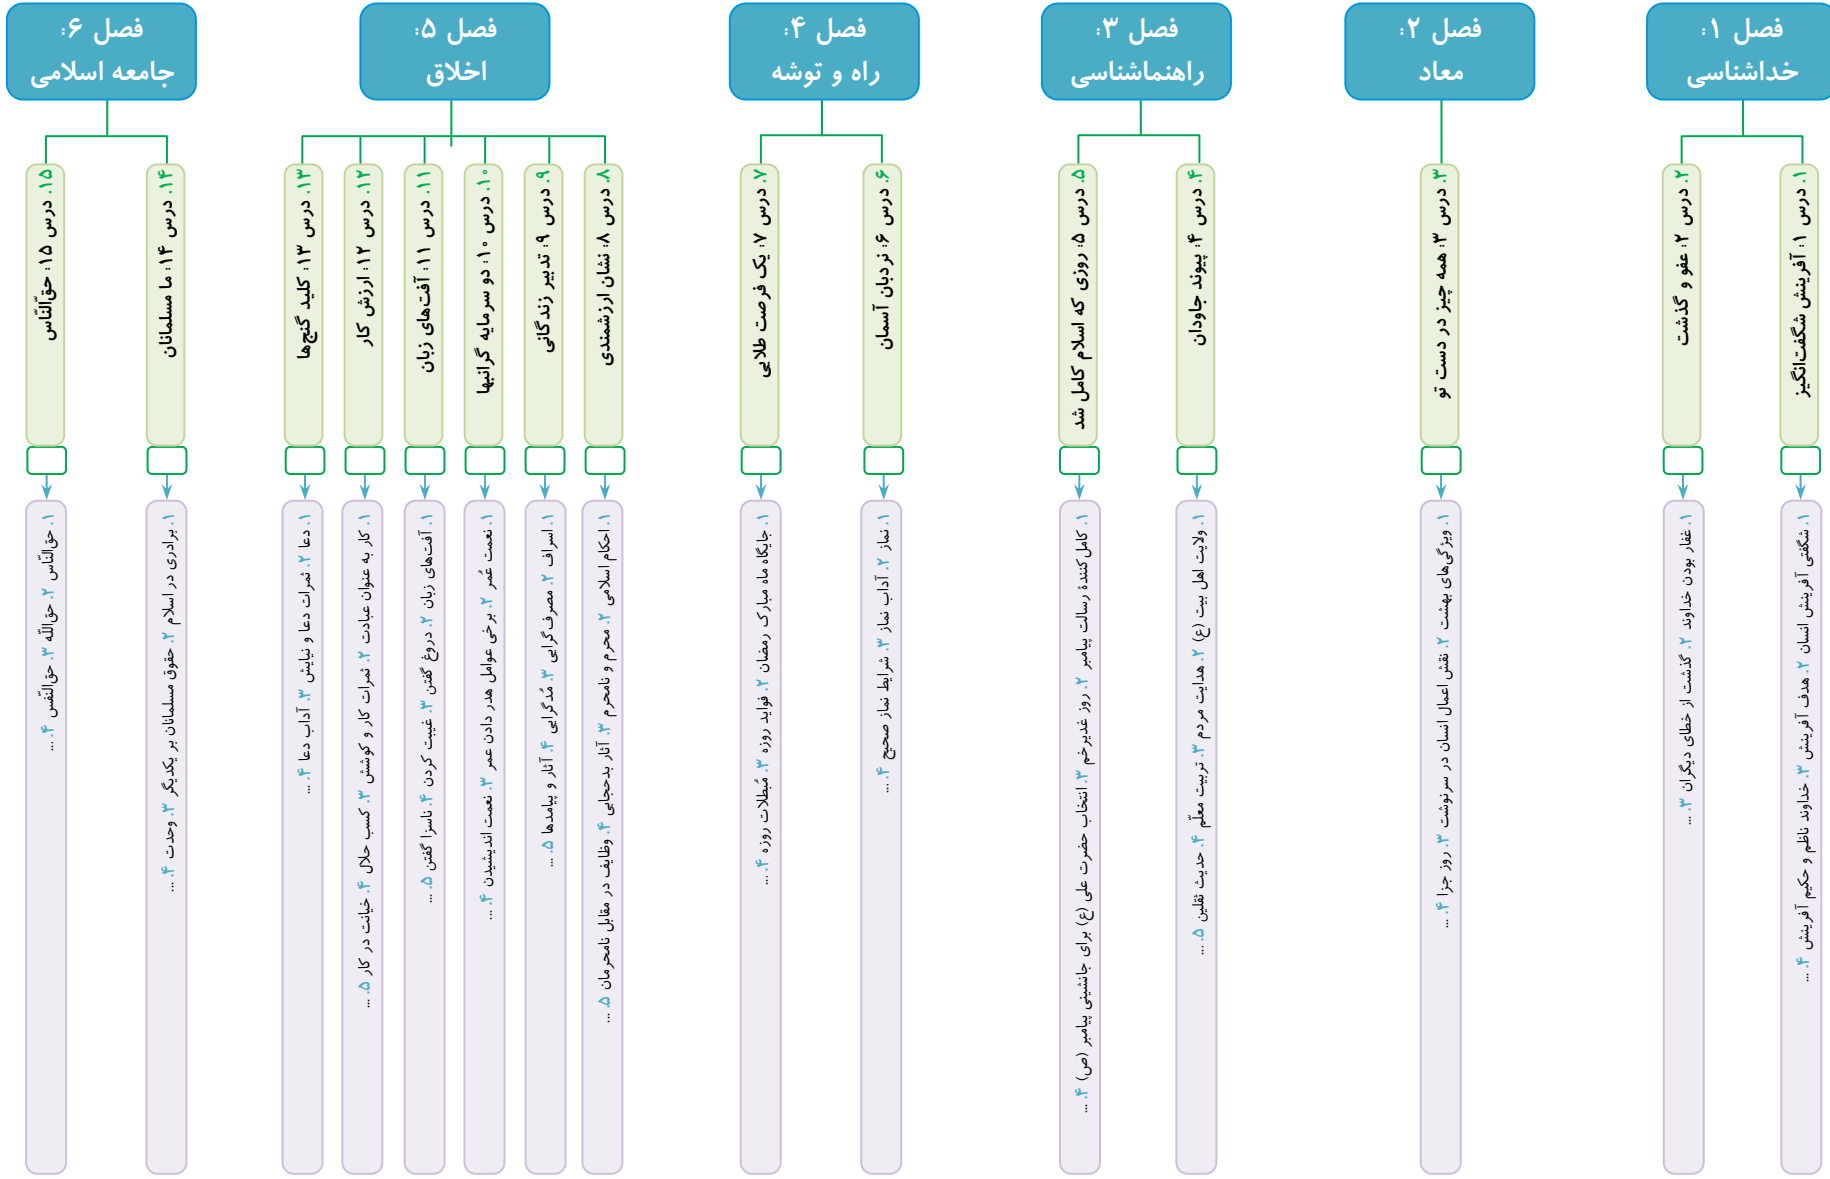 فصل ۱:
خداشناسی
۱. درس ۱: آفرینش شگفت‌انگیز
۱. شگفتی آفرینش انسان ۲. هدف آفرینش ۳. خداوند ناظم و حکیم آفرینش ۴. ...
۲. درس ۲: عفو و گذشت
۱. غفار بودن خداوند ۲. گذشت از خطای دیگران ۳. ...
فصل ۲:
معاد
۳. درس ۳: همه چیز در دست تو
۱. ویژگی‌های بهشت ۲. نقش اعمال انسان در سرنوشت ۳. روز جزا ۴. ...
فصل ۳:
راهنماشناسی
۴. درس ۴: پیوند جاودان
۱. ولایت اهل بیت (ع) ۲. هدایت مردم ۳. تربیت معلّم ۴. حدیث ثقلین ۵. ...
۵. درس ۵: روزی که اسلام کامل شد
۱. کامل‌کنندهٔ رسالت پیامبر ۲. روز غدیرخم ۳. انتخاب حضرت علی (ع) برای جانشینی پیامبر (ص) ۴. ...
فصل ۴:
راه و توشه
۶. درس ۶: نردبان آسمان
۱. نماز ۲. آداب نماز ۳. شرایط نماز صحیح ۴. ...
۷. درس ۷: یک فرصت طلایی
۱. جایگاه ماه مبارک رمضان ۲. فواید روزه ۳. مُبطلات روزه ۴. ...
فصل ۵:
اخلاق
۸. درس ۸: نشان ارزشمندی
۱. احکام اسلامی ۲. محرم و نامحرم ۳. آثار بدحجابی ۴. وظایف در مقابل نامحرمان ۵. ...
۹. درس ۹: تدبیر زندگانی
۱. اسراف ۲. مصرف‌گرایی ۳. مُدگرایی ۴. آثار و پیامدها ۵. ...
۱۰. درس ۱۰: دو سرمایه گرانبها
۱. نعمت عُمر ۲. برخی عوامل هدر دادن عمر ۳. نعمت اندیشیدن ۴. ...
۱۱. درس ۱۱: آفت‌های زبان
۱. آفت‌های زبان ۲. دروغ گفتن ۳. غیبت کردن ۴. ناسزا گفتن ۵. ...
۱۲. درس ۱۲: ارزش کار
۱. کار به عنوان عبادت ۲. ثمرات کار و کوشش ۳. کسب حلال ۴. خیانت در کار ۵. ...
۱۳. درس ۱۳: کلید گنج‌ها
۱. دعا ۲. ثمرات دعا و نیایش ۳. آداب دعا ۴. ...
فصل ۶:
جامعه اسلامی
۱۴. درس ۱۴: ما مسلمانان
۱. برادری در اسلام ۲. حقوق مسلمانان بر یکدیگر ۳. وحدت ۴. ...
۱۵. درس ۱۵: حق‌النّاس
۱. حق‌النّاس ۲. حق‌اللّه ۳. حق‌النّفس ۴. ...